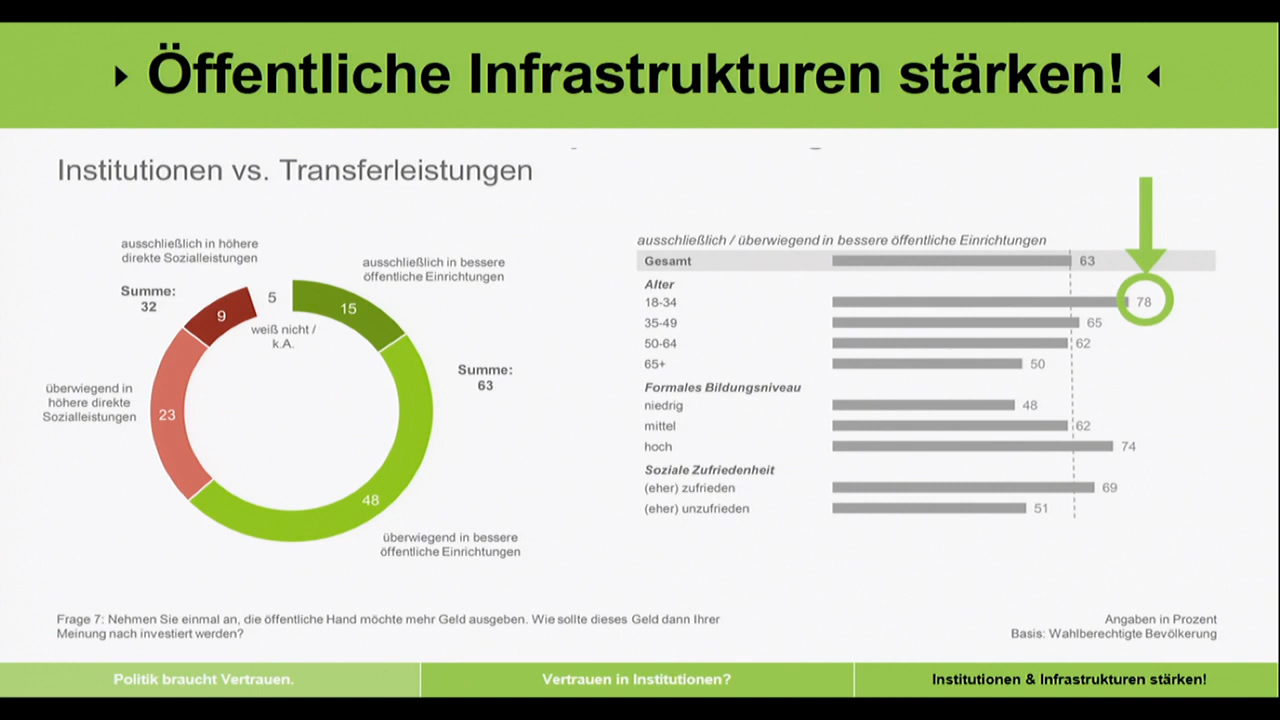 Öffentliche Infrastrukturen stärken!
Institutionen vs. Transferleistungen
ausschließlich in höhere
direkte Sozialleistungen
ausschließlich in bessere
öffentliche Einrichtungen
Summe:
32
9
5
15
weiß nicht /
k.A.
Summe:
63
überwiegend in
höhere direkte
Sozialleistungen
23
48
überwiegend in bessere
öffentliche Einrichtungen
ausschließlich / überwiegend in bessere öffentliche Einrichtungen
Gesamt 63
Alter
18-34 78
35-49 65
50-64 62
65+ 50
Formales Bildungsniveau
niedrig 48
mittel 62
hoch 74
Soziale Zufriedenheit
(eher) zufrieden 69
(eher) unzufrieden 51
Frage 7: Nehmen Sie einmal an, die öffentliche Hand möchte mehr Geld ausgeben. Wie sollte dieses Geld dann Ihrer
Meinung nach investiert werden?
Angaben in Prozent
Basis: Wahlberechtigte Bevölkerung
Politik braucht Vertrauen.
Vertrauen in Institutionen?
Institutionen & Infrastrukturen stärken!